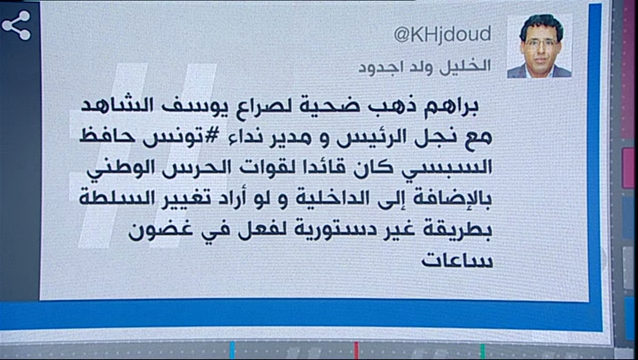 @KHjdoud
الخليل ولد اجدود
براهم ذهب ضحية لصراع يوسف الشاهد
مع نجل الرئيس و مدير نداء #تونس حافظ
السبسي كان قائدا لقوات الحرس الوطني
بالإضافة إلى الداخلية و لو أراد تغيير السلطة
بطريقة غير دستورية لفعل في غضون
ساعات